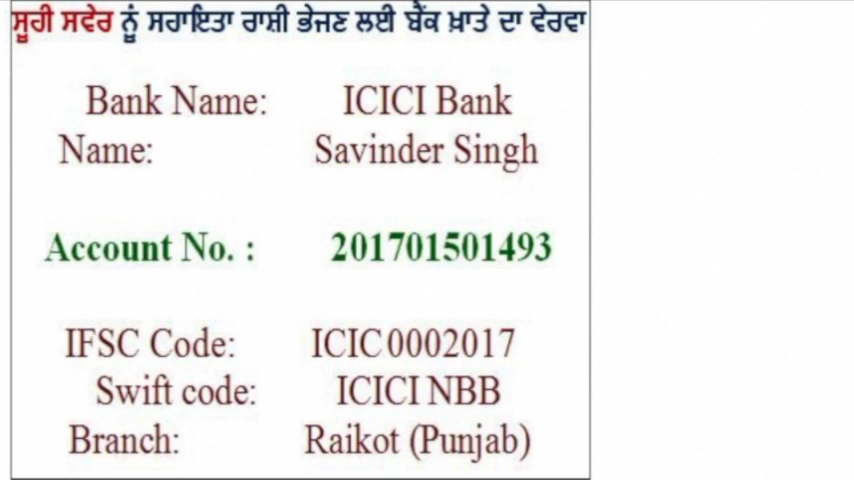 ਸੂਹੀ ਸਵੇਰ ਨੂੰ ਸਹਾਇਤਾ ਰਾਸ਼ੀ ਭੇਜਣ ਲਈ ਬੈਂਕ ਖ਼ਾਤੇ ਦਾ ਵੇਰਵਾ
Bank Name: ICICI Bank
Name: Savinder Singh
Account No. : 201701501493
IFSC Code: ICIC0002017
Swift code: ICICI NBB
Branch: Raikot (Punjab)